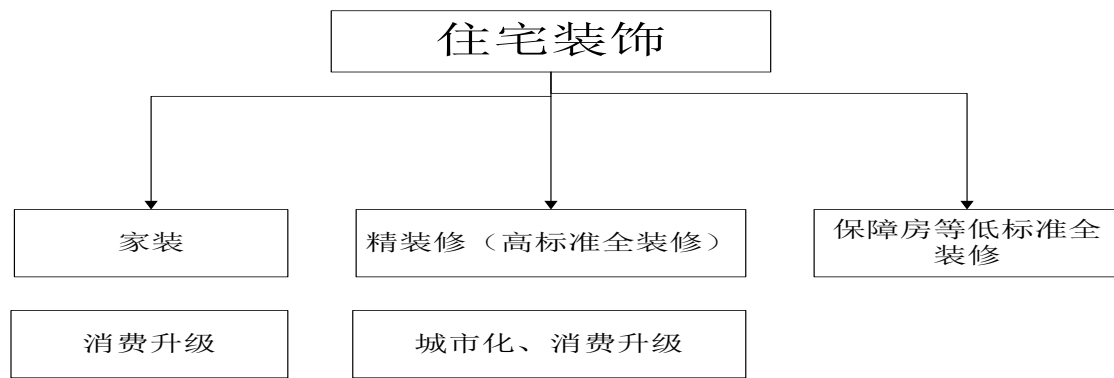 住宅装饰
家装
精装修（高标准全装修）
保障房等低标准全
装修
消费升级
城市化、消费升级